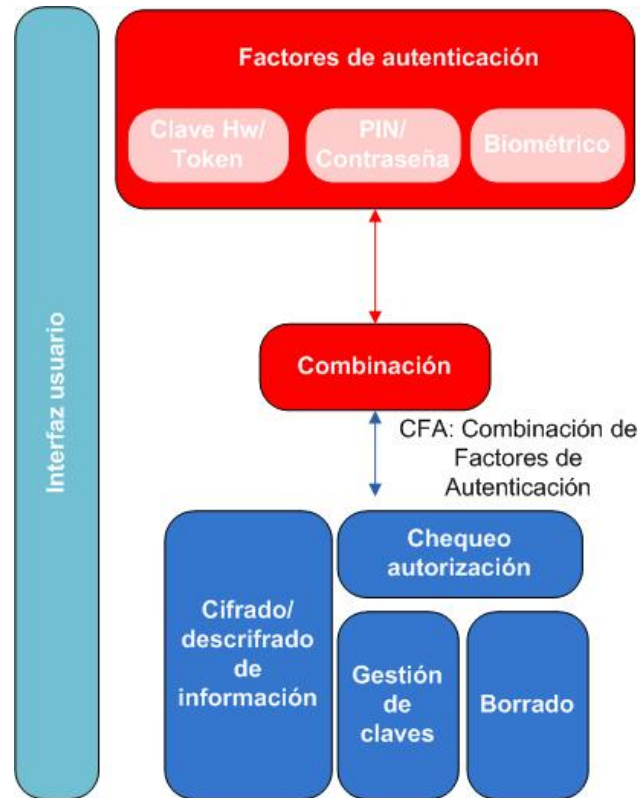 Interfaz usuario
Factores de autenticación
Clave Hw/
Token
PIN/
Contraseña
Biométrico
Combinación
CFA: Combinación de
Factores de
Autenticación
Cifrado/
descrifrado
de
información
Chequeo
autorización
Gestión
de
claves
Borrado